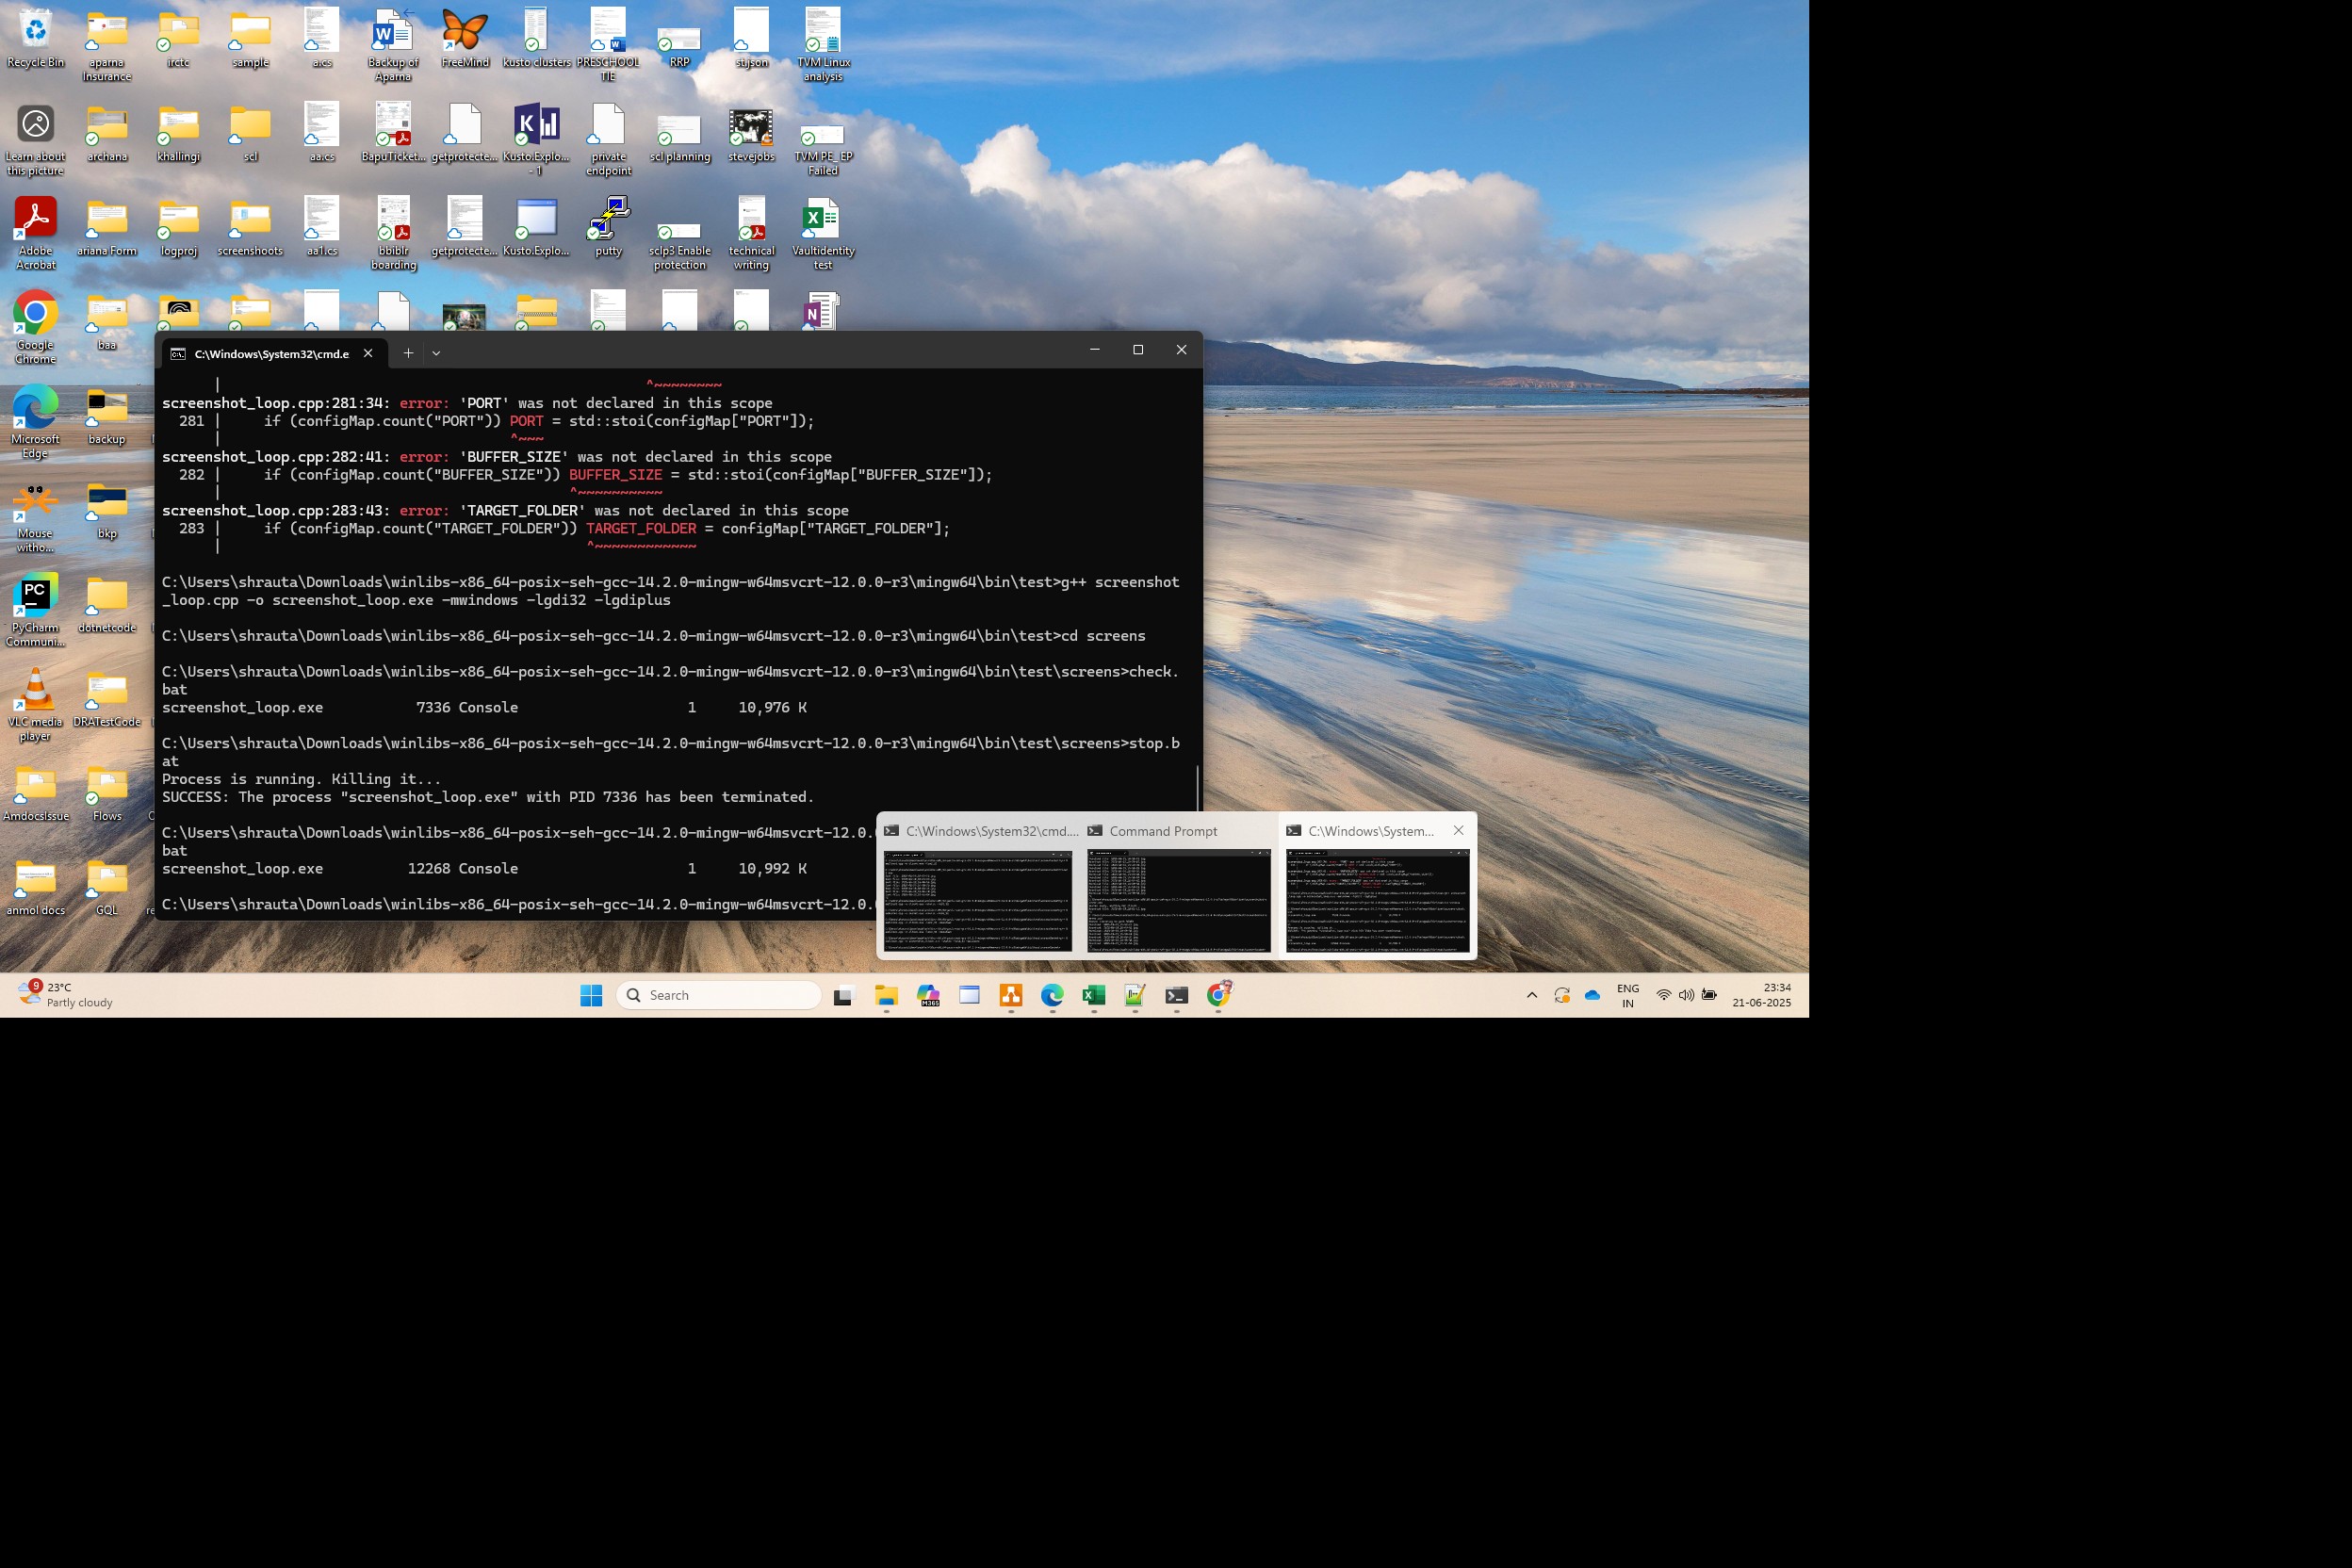 Recycle Bin
aparna Insurance
irctc
sample
a.cs
Backup of Aparna
FreeMind
kusto clusters
PRESCHOOL TIE
RRP
stjson
TVM Linux analysis
Learn about this picture
archana
khallingi
scl
aa.cs
BapuTicket...
getprotecte...
Kusto.Explo... - 1
private endpoint
scl planning
stevejobs
TVM PE_EP Failed
Adobe Acrobat
ariana Form
logproj
screenshoots
aa1.cs
bbiblr boarding
getprotecte...
Kusto.Explo...
putty
sclp3 Enable protection
technical writing
Vaultidentity test
Google Chrome
baa
Microsoft Edge
backup
Mouse witho...
bkp
PyCharm Communi...
dotnetcode
VLC media player
DRATestCode
AmdocsIssue
Flows
anmol docs
GQL
C:\Windows\System32\cmd.e
screenshot_loop.cpp:281:34: error: 'PORT' was not declared in this scope
281 | if (configMap.count("PORT")) PORT = std::stoi(configMap["PORT"]);
| ^~~~
screenshot_loop.cpp:282:41: error: 'BUFFER_SIZE' was not declared in this scope
282 | if (configMap.count("BUFFER_SIZE")) BUFFER_SIZE = std::stoi(configMap["BUFFER_SIZE"]);
| ^~~~~~~~~~~
screenshot_loop.cpp:283:43: error: 'TARGET_FOLDER' was not declared in this scope
283 | if (configMap.count("TARGET_FOLDER")) TARGET_FOLDER = configMap["TARGET_FOLDER"];
| ^~~~~~~~~~~~~
C:\Users\shrauta\Downloads\winlibs-x86_64-posix-seh-gcc-14.2.0-mingw-w64msvcrt-12.0.0-r3\mingw64\bin\test>g++ screenshot
_loop.cpp -o screenshot_loop.exe -mwindows -lgdi32 -lgdiplus
C:\Users\shrauta\Downloads\winlibs-x86_64-posix-seh-gcc-14.2.0-mingw-w64msvcrt-12.0.0-r3\mingw64\bin\test>cd screens
C:\Users\shrauta\Downloads\winlibs-x86_64-posix-seh-gcc-14.2.0-mingw-w64msvcrt-12.0.0-r3\mingw64\bin\test\screens>check.
bat
screenshot_loop.exe 7336 Console 1 10,976 K
C:\Users\shrauta\Downloads\winlibs-x86_64-posix-seh-gcc-14.2.0-mingw-w64msvcrt-12.0.0-r3\mingw64\bin\test\screens>stop.b
at
Process is running. Killing it...
SUCCESS: The process "screenshot_loop.exe" with PID 7336 has been terminated.
C:\Users\shrauta\Downloads\winlibs-x86_64-posix-seh-gcc-14.2.0-mingw-w64msvcrt-12.0.0
bat
screenshot_loop.exe 12268 Console 1 10,992 K
C:\Users\shrauta\Downloads\winlibs-x86_64-posix-seh-gcc-14.2.0-mingw-w64msvcrt-12.0.0
C:\Windows\System32\cmd....
Command Prompt
C:\Windows\System...
9
23°C
Partly cloudy
Search
M365
ENG
IN
23:34
21-06-2025